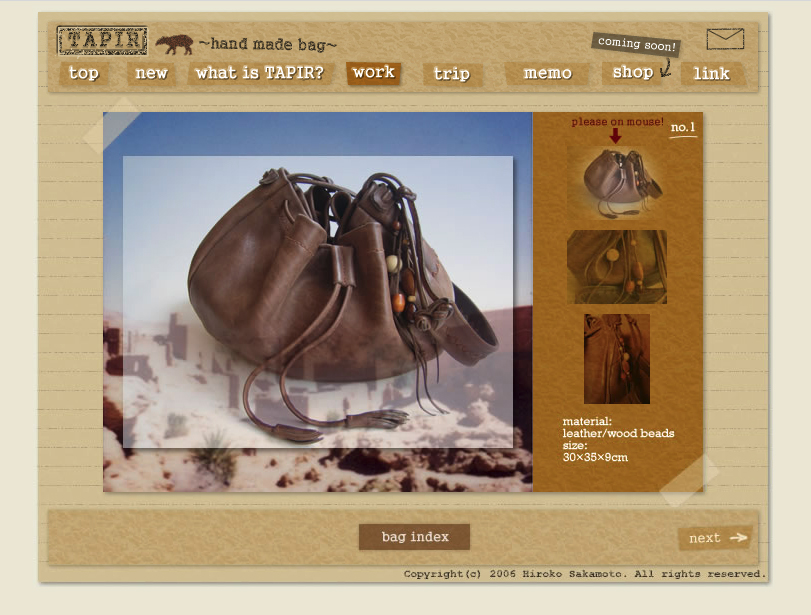 TAPIR
~hand made bag~
coming soon!
top
new
what is TAPIR?
work
trip
memo
shop
link
please on mouse!
no.1
material:
leather/wood beads
size:
30×35×9cm
bag index
next
Copyright(c) 2006 Hiroko Sakamoto. All rights reserved.